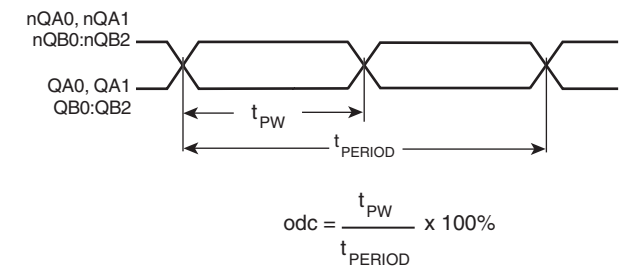 nQA0, nQA1
nQB0:nQB2
QA0, QA1
QB0:QB2
tPW
tPERIOD
odc = tPW / tPERIOD x 100%